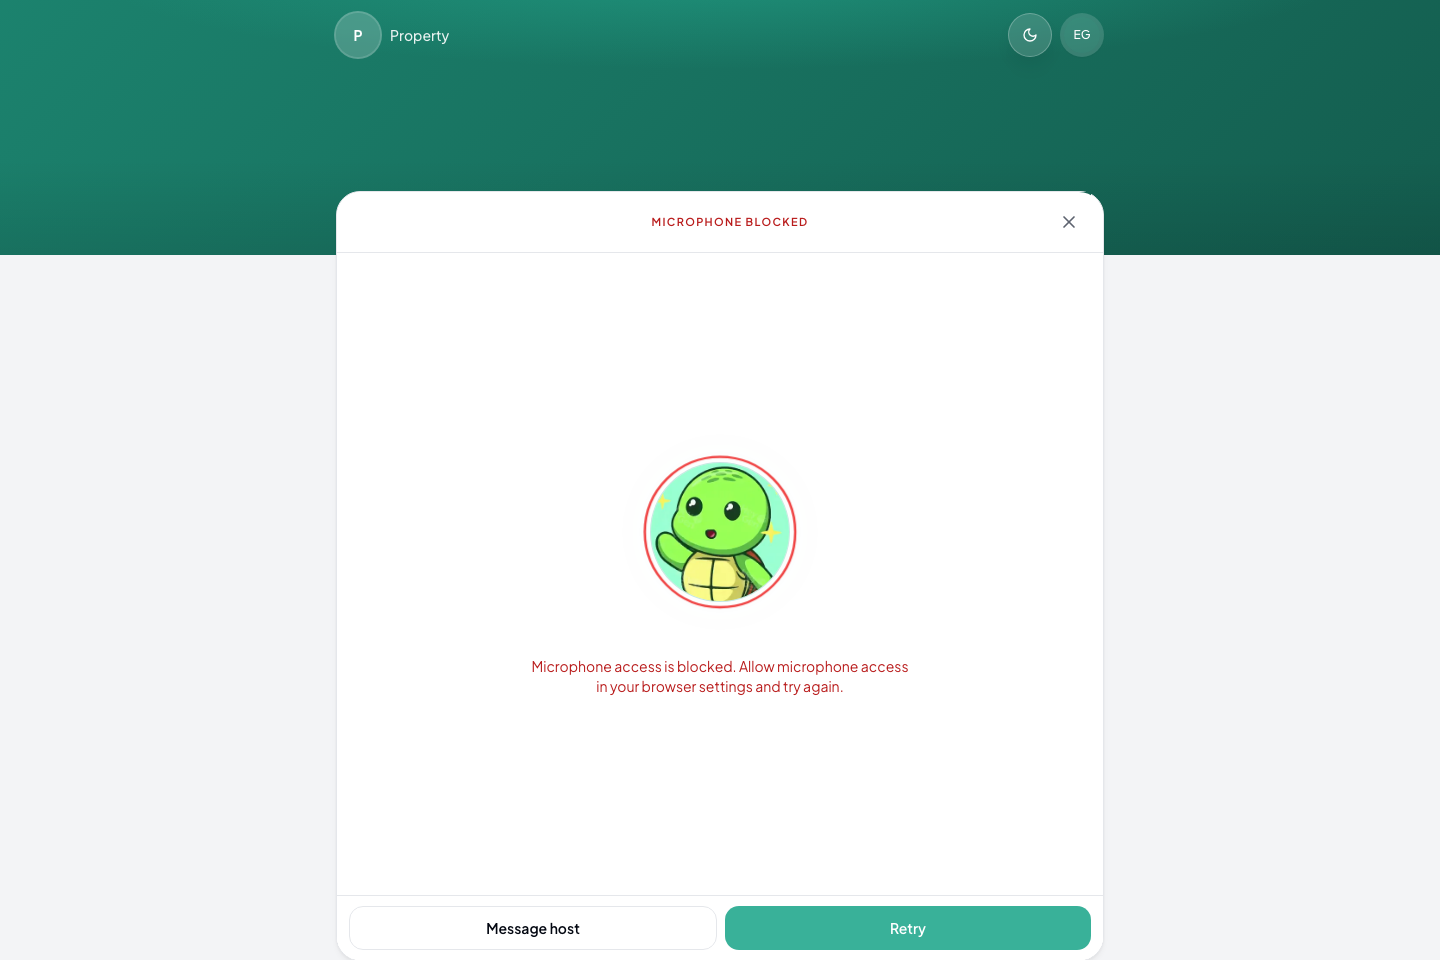 P Property EG
MICROPHONE BLOCKED
Microphone access is blocked. Allow microphone access
in your browser settings and try again.
Message host Retry